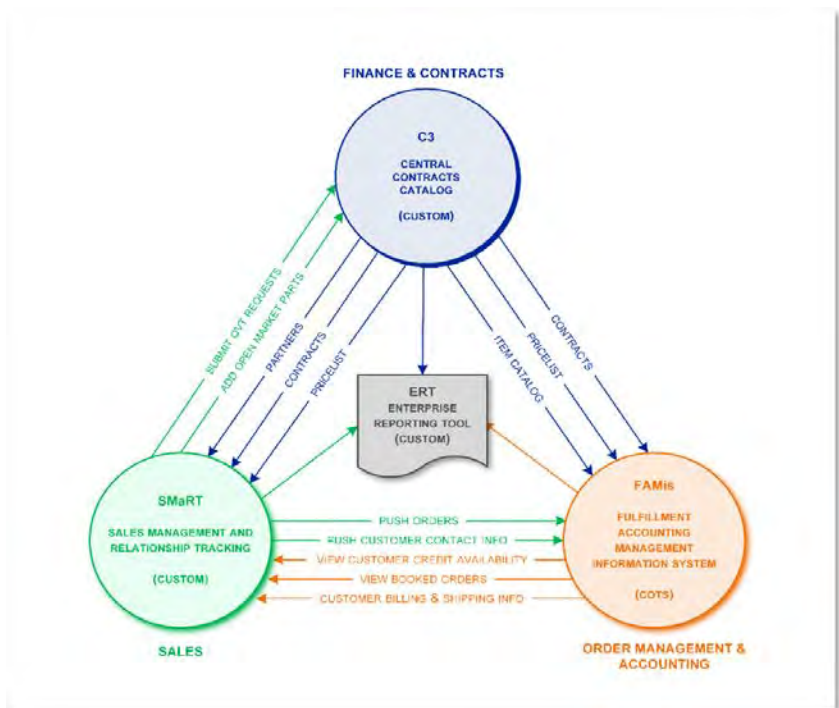 FINANCE & CONTRACTS
C3
CENTRAL
CONTRACTS
CATALOG
(CUSTOM)
SUBMIT QVT REQUESTS
ADD OPEN MARKET PARTS
PARTNERS
CONTRACTS
PRICELIST
ITEM CATALOG
PRICELIST
CONTRACTS
ERT
ENTERPRISE
REPORTING TOOL
(CUSTOM)
SMaRT
SALES MANAGEMENT AND
RELATIONSHIP TRACKING
(CUSTOM)
PUSH ORDERS
PUSH CUSTOMER CONTACT INFO
VIEW CUSTOMER CREDIT AVAILABILITY
VIEW BOOKED ORDERS
CUSTOMER BILLING & SHIPPING INFO
FAMis
FULFILLMENT
ACCOUNTING
MANAGEMENT
INFORMATION SYSTEM
(COTS)
SALES
ORDER MANAGEMENT &
ACCOUNTING